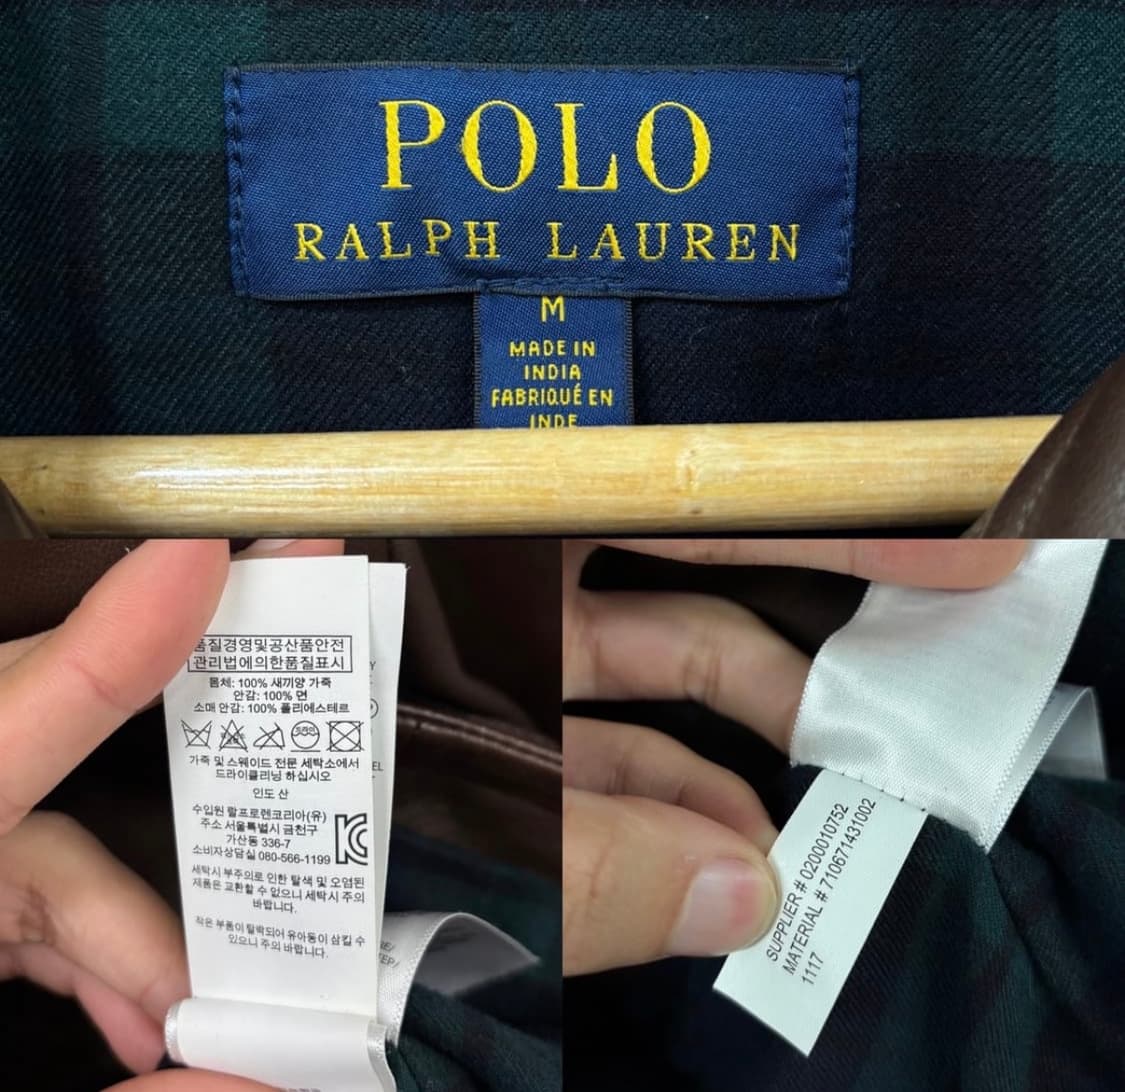 POLO
RALPH LAUREN
M
MADE IN
INDIA
FABRIQUÉ EN
INDE
품질경영및공산품안전
관리법에의한품질표시
몸체: 100% 새끼양 가죽
안감: 100% 면
소매 안감: 100% 폴리에스테르
가죽 및 스웨이드 전문 세탁소에서
드라이클리닝 하십시오
인도 산
수입원 랄프로렌코리아(유)
주소 서울특별시 금천구
가산동 336-7
소비자상담실 080-566-1199
KC
세탁시 부주의로 인한 탈색 및 오염된
제품은 교환할 수 없으니 세탁시 주의
바랍니다.
작은 부품이 탈락되어 유아동이 삼킬 수
있으니 주의 바랍니다.
SUPPLIER # 0200010752
MATERIAL # 710671431002
1117